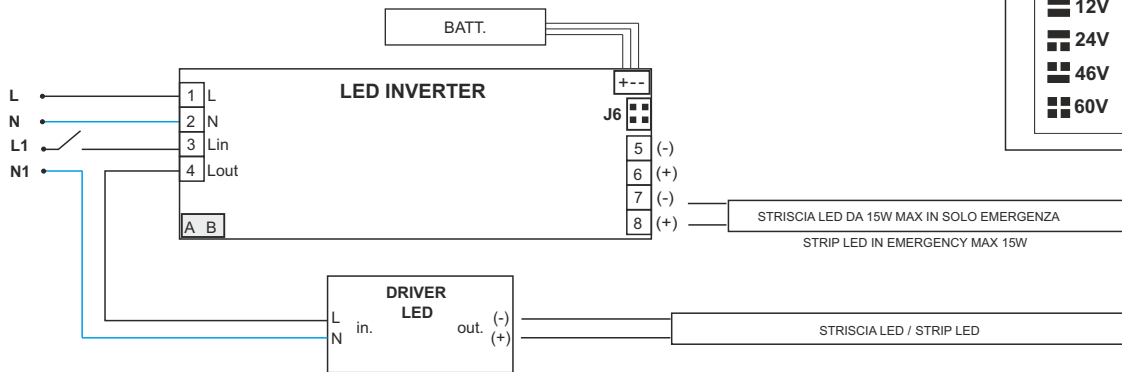 BATT.
12V
24V
46V
60V
LED INVERTER
+--
J6
L
N
L1
N1
1 L
2 N
3 Lin
4 Lout
A B
5 (-)
6 (+)
7 (-)
8 (+)
STRISCIA LED DA 15W MAX IN SOLO EMERGENZA
STRIP LED IN EMERGENCY MAX 15W
DRIVER
LED
L
N
in.
out.
(-)
(+)
STRISCIA LED / STRIP LED